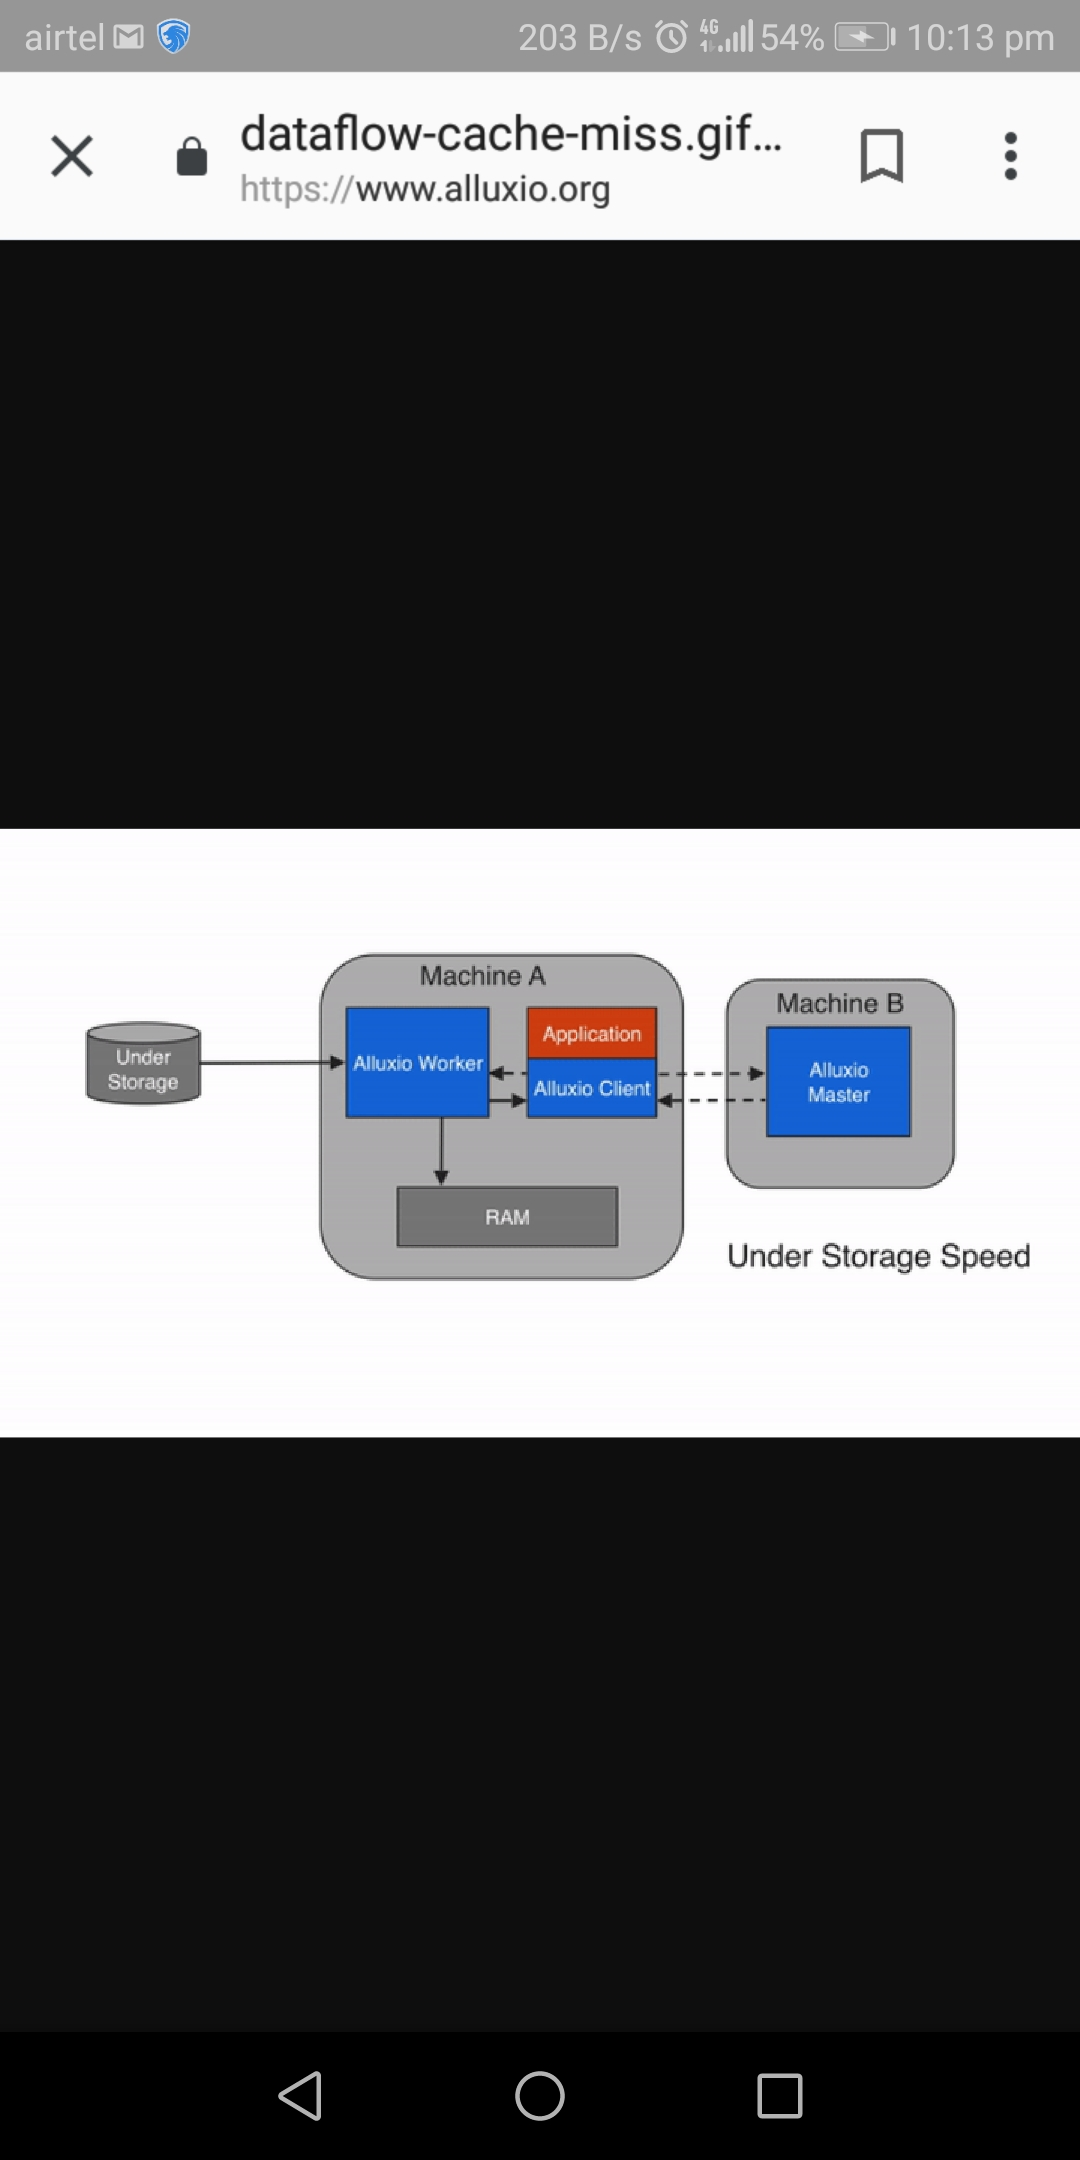 airtel 203 B/s 4G 54% 10:13 pm
dataflow-cache-miss.gif...
https://www.alluxio.org
Machine A
Machine B
Under
Storage
Alluxio Worker
Application
Alluxio Client
Alluxio
Master
RAM
Under Storage Speed